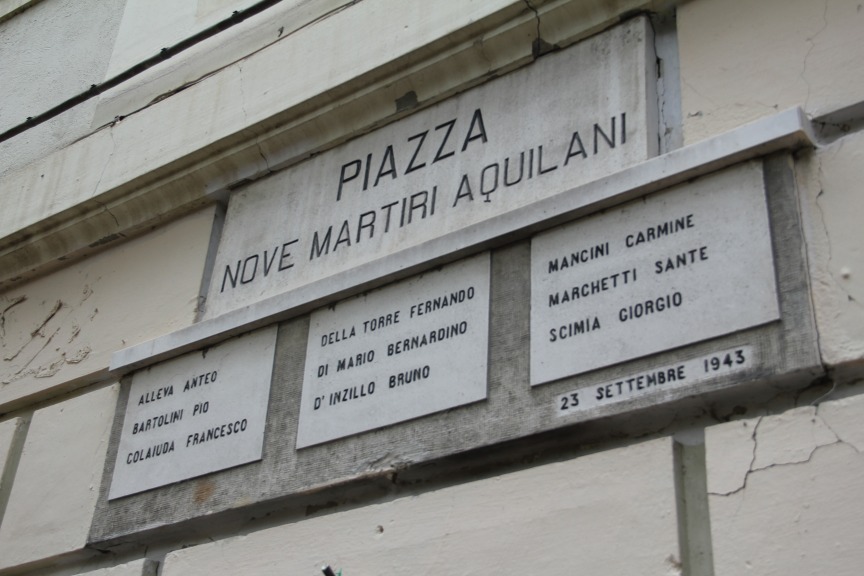 PIAZZA
NOVE MARTIRI AQUILANI
ALLEVA ANTEO
BARTOLINI PIO
COLAIUDA FRANCESCO
DELLA TORRE FERNANDO
DI MARIO BERNARDINO
D'INZILLO BRUNO
MANCINI CARMINE
MARCHETTI SANTE
SCIMIA GIORGIO
23 SETTEMBRE 1943